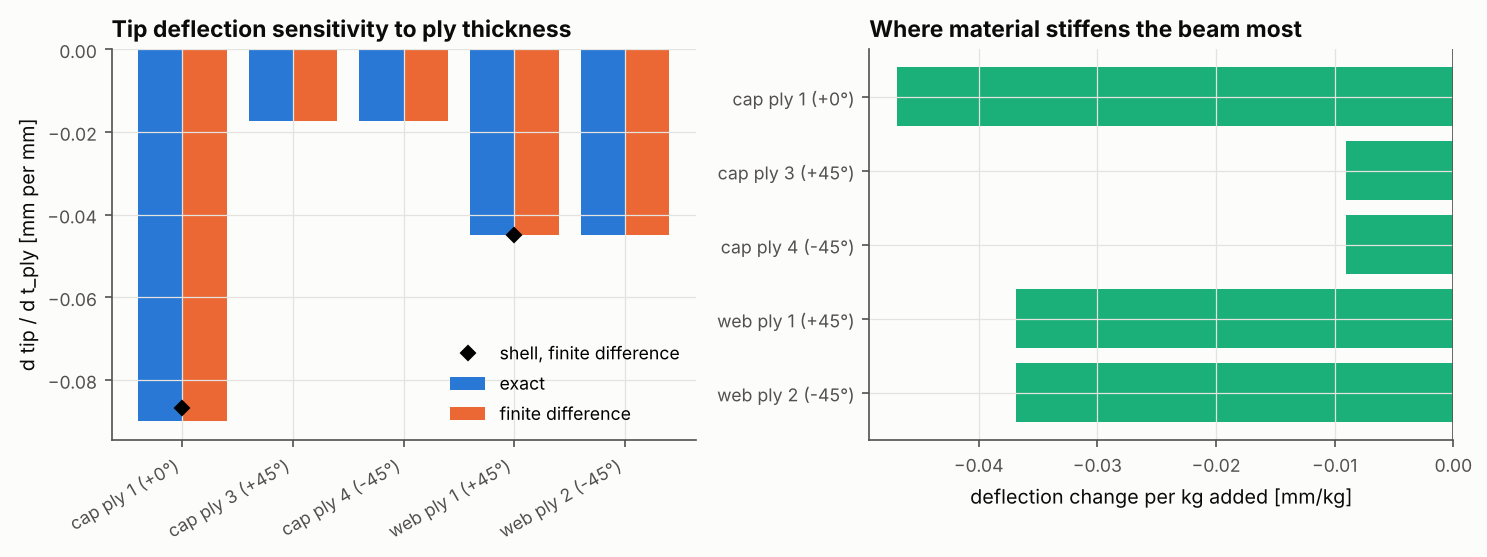 Tip deflection sensitivity to ply thickness
d tip / d t_ply [mm per mm]
0.00
−0.02
−0.04
−0.06
−0.08
shell, finite difference
exact
finite difference
cap ply 1 (+0°)
cap ply 3 (+45°)
cap ply 4 (-45°)
web ply 1 (+45°)
web ply 2 (-45°)
Where material stiffens the beam most
cap ply 1 (+0°)
cap ply 3 (+45°)
cap ply 4 (-45°)
web ply 1 (+45°)
web ply 2 (-45°)
−0.04
−0.03
−0.02
−0.01
0.00
deflection change per kg added [mm/kg]